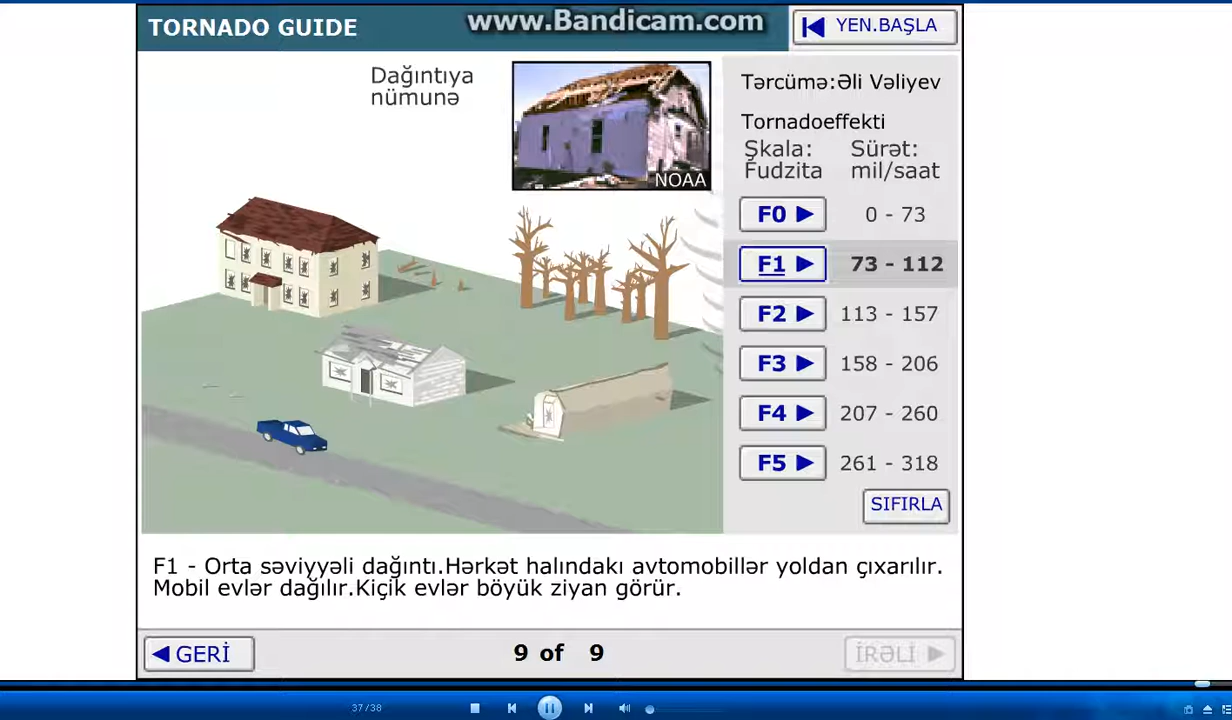 www.Bandicam.com
TORNADO GUIDE
YEN.BAŞLA
Dağıntıya
nümunə
NOAA
Tərcümə:Əli Vəliyev
Tornadoeffekti
Şkala: Sürət:
Fudzita mil/saat
F0 0 - 73
F1 73 - 112
F2 113 - 157
F3 158 - 206
F4 207 - 260
F5 261 - 318
SIFIRLA
F1 - Orta səviyyəli dağıntı.Hərkət halındakı avtomobillər yoldan çıxarılır.
Mobil evlər dağılır.Kiçik evlər böyük ziyan görür.
GERİ
9 of 9
İRƏLİ
37/38